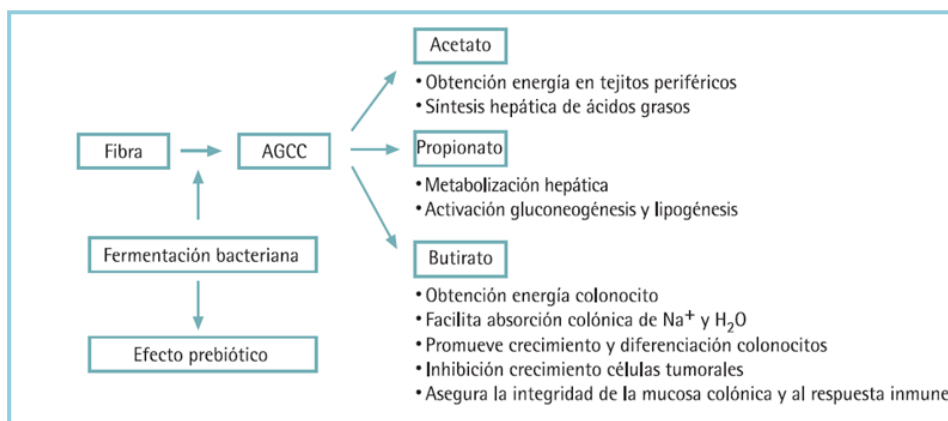 Acetato
• Obtención energía en tejitos periféricos
• Síntesis hepática de ácidos grasos
Fibra
AGCC
Propionato
• Metabolización hepática
• Activación gluconeogénesis y lipogénesis
Fermentación bacteriana
Butirato
• Obtención energía colonocito
• Facilita absorción colónica de Na⁺ y H₂O
Efecto prebiótico
• Promueve crecimiento y diferenciación colonocitos
• Inhibición crecimiento células tumorales
• Asegura la integridad de la mucosa colónica y al respuesta inmune